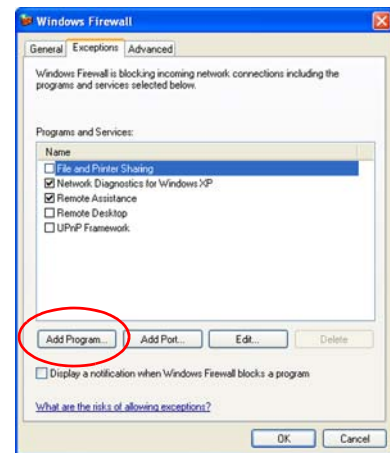 Windows Firewall
General Exceptions Advanced
Windows Firewall is blocking incoming network connections including the
programs and services selected below.
Programs and Services:
Name
File and Printer Sharing
Network Diagnostics for Windows XP
Remote Assistance
Remote Desktop
UPnP Framework
Add Program... Add Port... Edit... Delete
Display a notification when Windows Firewall blocks a program
What are the risks of allowing exceptions?
OK Cancel